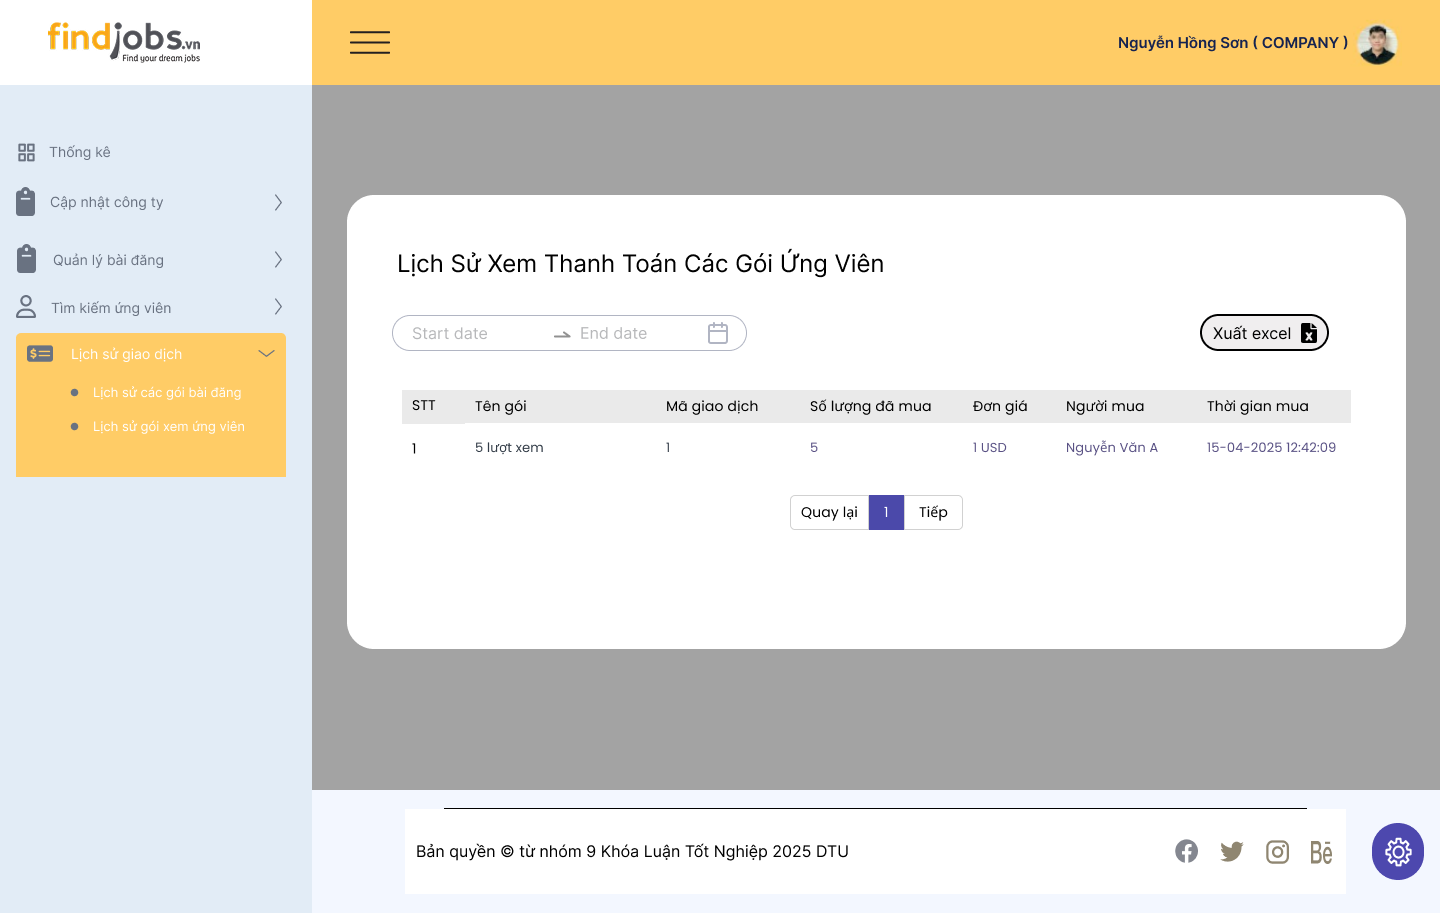 findjobs.vn
Find your dream jobs
Nguyễn Hồng Sơn ( COMPANY )
Thống kê
Cập nhật công ty
Quản lý bài đăng
Tìm kiếm ứng viên
Lịch sử giao dịch
Lịch sử các gói bài đăng
Lịch sử gói xem ứng viên
Lịch Sử Xem Thanh Toán Các Gói Ứng Viên
Start date End date
Xuất excel
STT Tên gói Mã giao dịch Số lượng đã mua Đơn giá Người mua Thời gian mua
1 5 lượt xem 1 5 1 USD Nguyễn Văn A 15-04-2025 12:42:09
Quay lại 1 Tiếp
Bản quyền © từ nhóm 9 Khóa Luận Tốt Nghiệp 2025 DTU